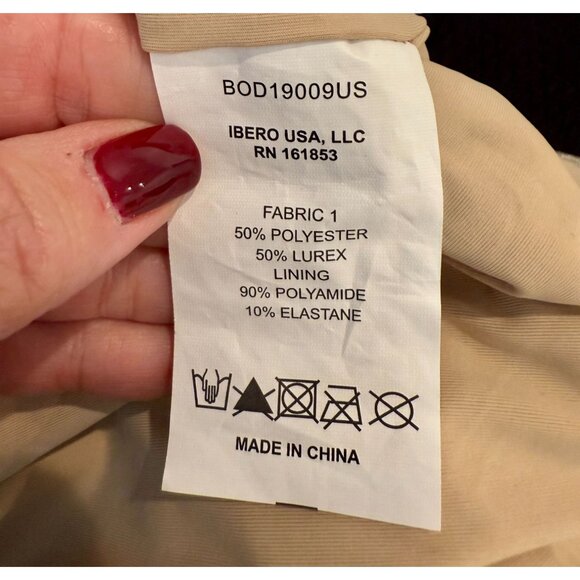 BOD19009US
IBERO USA, LLC
RN 161853
FABRIC 1
50% POLYESTER
50% LUREX
LINING
90% POLYAMIDE
10% ELASTANE
MADE IN CHINA